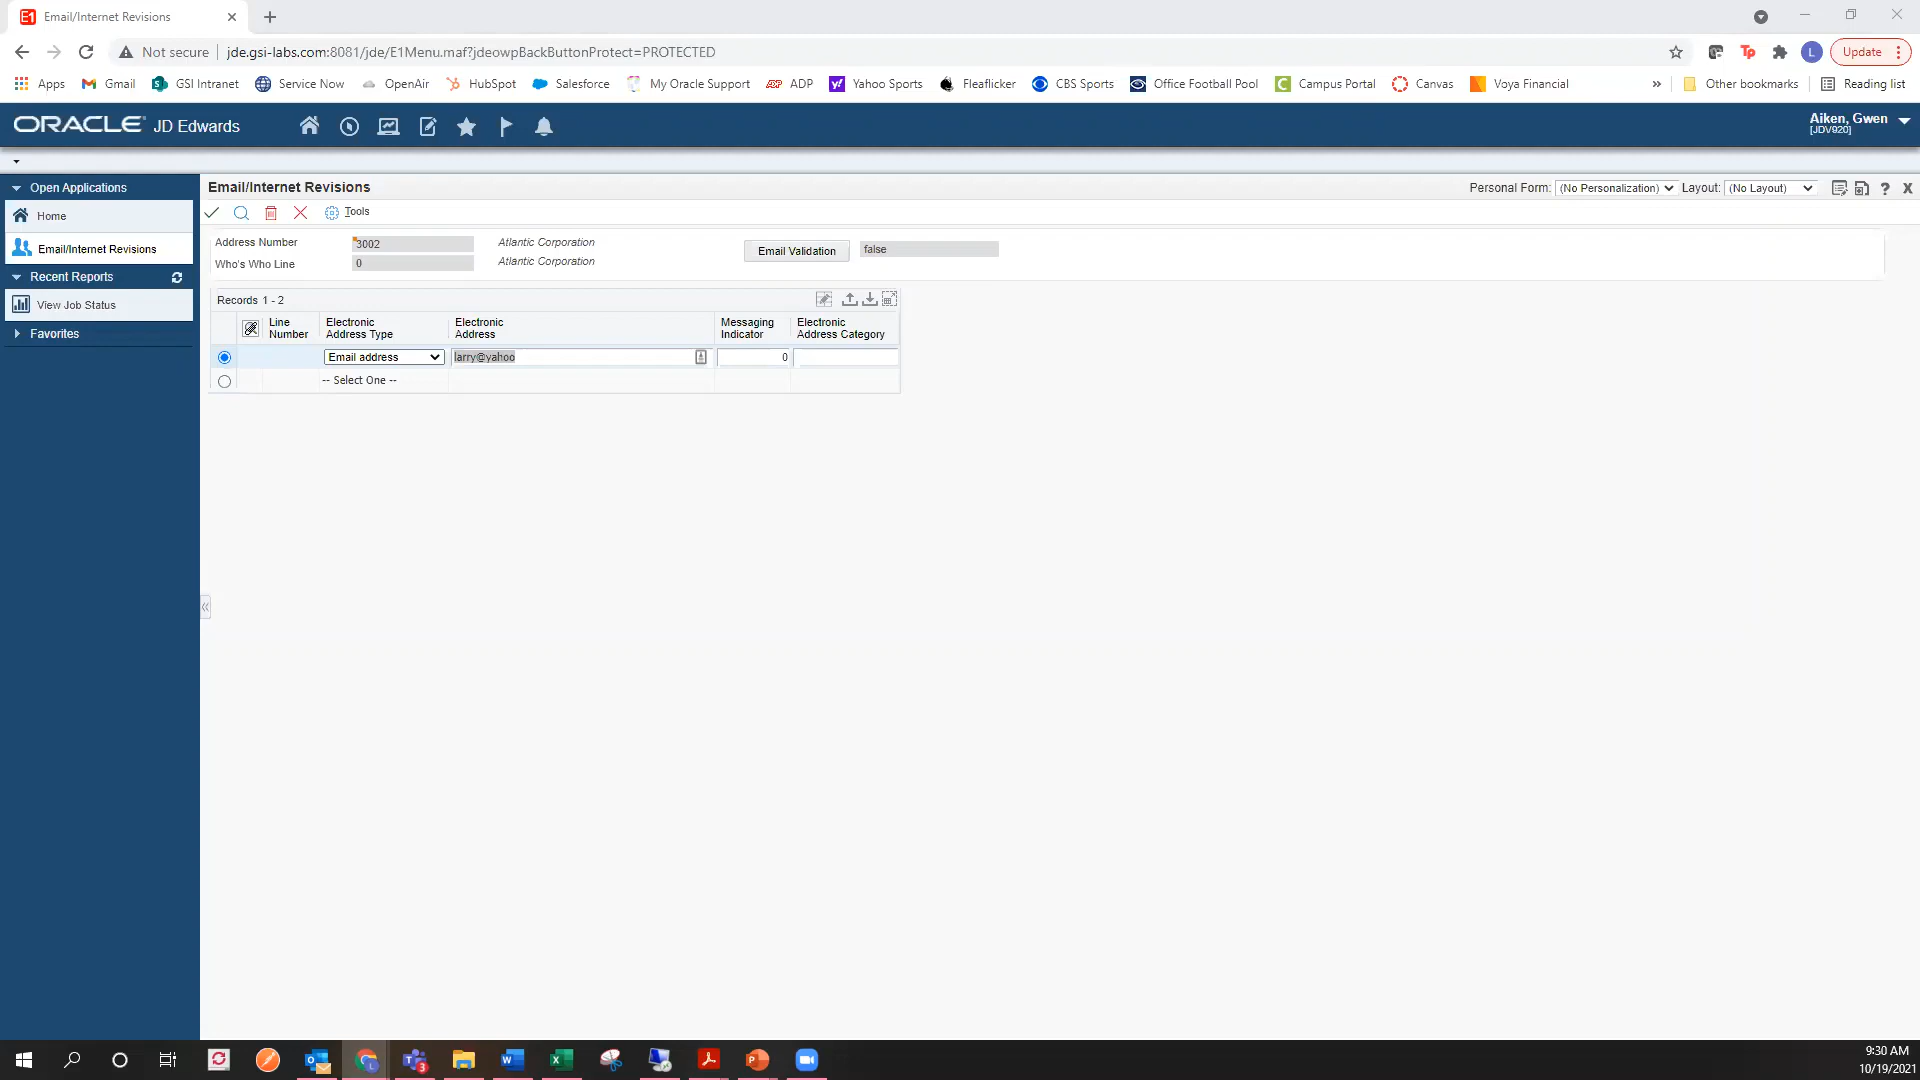 Email/Internet Revisions
Not secure jde.gsi-labs.com:8081/jde/E1Menu.maf?jdeowpBackButtonProtect=PROTECTED Update
Apps Gmail GSI Intranet Service Now OpenAir HubSpot Salesforce My Oracle Support ADP Yahoo Sports Fleaflicker CBS Sports Office Football Pool Campus Portal Canvas Voya Financial » Other bookmarks Reading list
ORACLE JD Edwards
Aiken, Gwen
[JDV920]
Open Applications
Home
Email/Internet Revisions
Recent Reports
View Job Status
Favorites
Email/Internet Revisions
Personal Form: (No Personalization) Layout: (No Layout)
Tools
Address Number 3002 Atlantic Corporation
Who's Who Line 0 Atlantic Corporation
Email Validation false
Records 1 - 2
Line Number Electronic Address Type Electronic Address Messaging Indicator Electronic Address Category
Email address larry@yahoo 0
-- Select One --
9:30 AM
10/19/2021